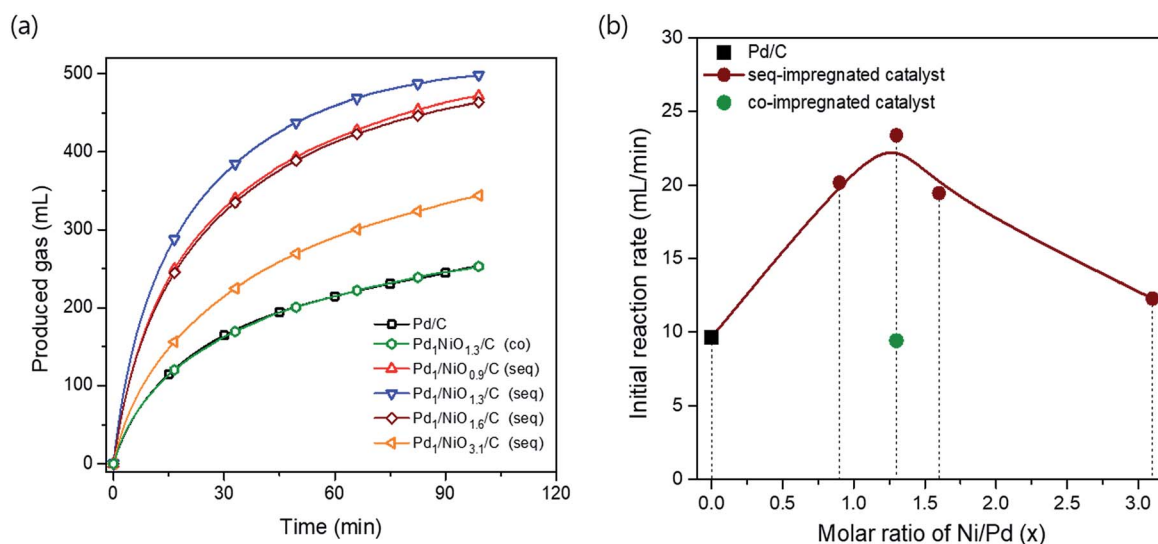 (a)
500
400
300
200
100
0
Produced gas (mL)
0 30 60 90 120
Time (min)
Pd/C
Pd1NiO1.3/C (co)
Pd1/NiO0.9/C (seq)
Pd1/NiO1.3/C (seq)
Pd1/NiO1.6/C (seq)
Pd1/NiO3.1/C (seq)
(b)
30
25
20
15
10
5
0
Initial reaction rate (mL/min)
Pd/C
seq-impregnated catalyst
co-impregnated catalyst
0.0 0.5 1.0 1.5 2.0 2.5 3.0
Molar ratio of Ni/Pd (x)